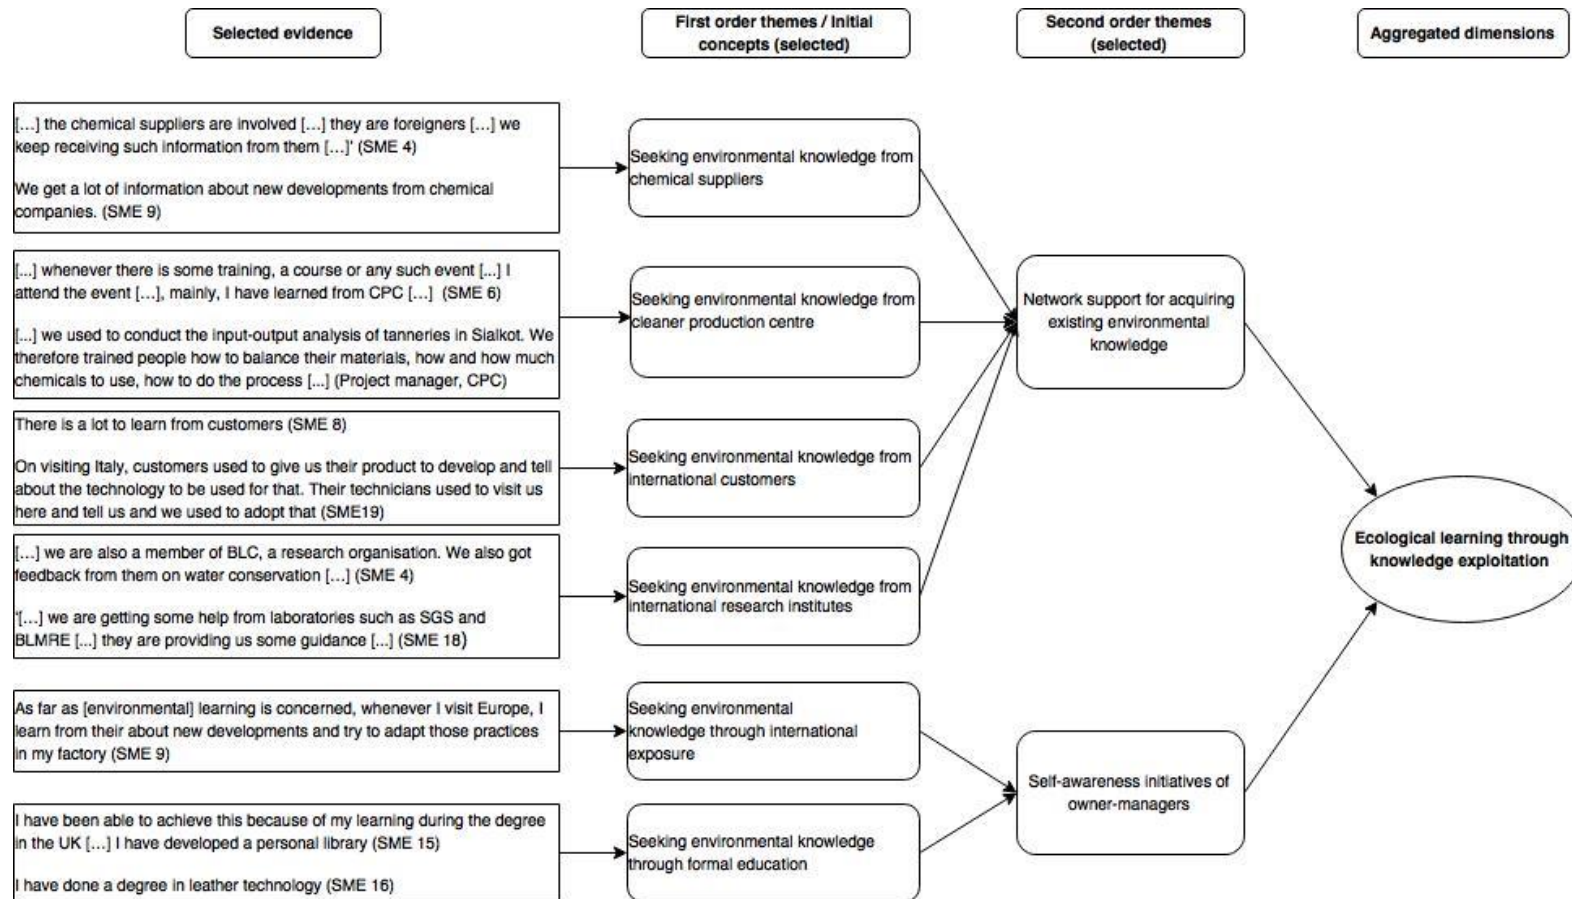 Selected evidence
First order themes / Initial
concepts (selected)
Second order themes
(selected)
Aggregated dimensions
[…] the chemical suppliers are involved […] they are foreigners […] we
keep receiving such information from them […]' (SME 4)
We get a lot of information about new developments from chemical
companies. (SME 9)
Seeking environmental knowledge from
chemical suppliers
[...] whenever there is some training, a course or any such event [...] I
attend the event [...], mainly, I have learned from CPC [...] (SME 6)
[...] we used to conduct the input-output analysis of tanneries in Sialkot. We
therefore trained people how to balance their materials, how and how much
chemicals to use, how to do the process [...] (Project manager, CPC)
Seeking environmental knowledge from
cleaner production centre
Network support for acquiring
existing environmental
knowledge
There is a lot to learn from customers (SME 8)
On visiting Italy, customers used to give us their product to develop and tell
about the technology to be used for that. Their technicians used to visit us
here and tell us and we used to adopt that (SME19)
Seeking environmental knowledge from
international customers
[…] we are also a member of BLC, a research organisation. We also got
feedback from them on water conservation […] (SME 4)
'[…] we are getting some help from laboratories such as SGS and
BLMRE [...] they are providing us some guidance [...] (SME 18)
Seeking environmental knowledge from
international research institutes
Ecological learning through
knowledge exploitation
As far as [environmental] learning is concerned, whenever I visit Europe, I
learn from their about new developments and try to adapt those practices
in my factory (SME 9)
Seeking environmental
knowledge through international
exposure
Self-awareness initiatives of
owner-managers
I have been able to achieve this because of my learning during the degree
in the UK […] I have developed a personal library (SME 15)
I have done a degree in leather technology (SME 16)
Seeking environmental knowledge
through formal education